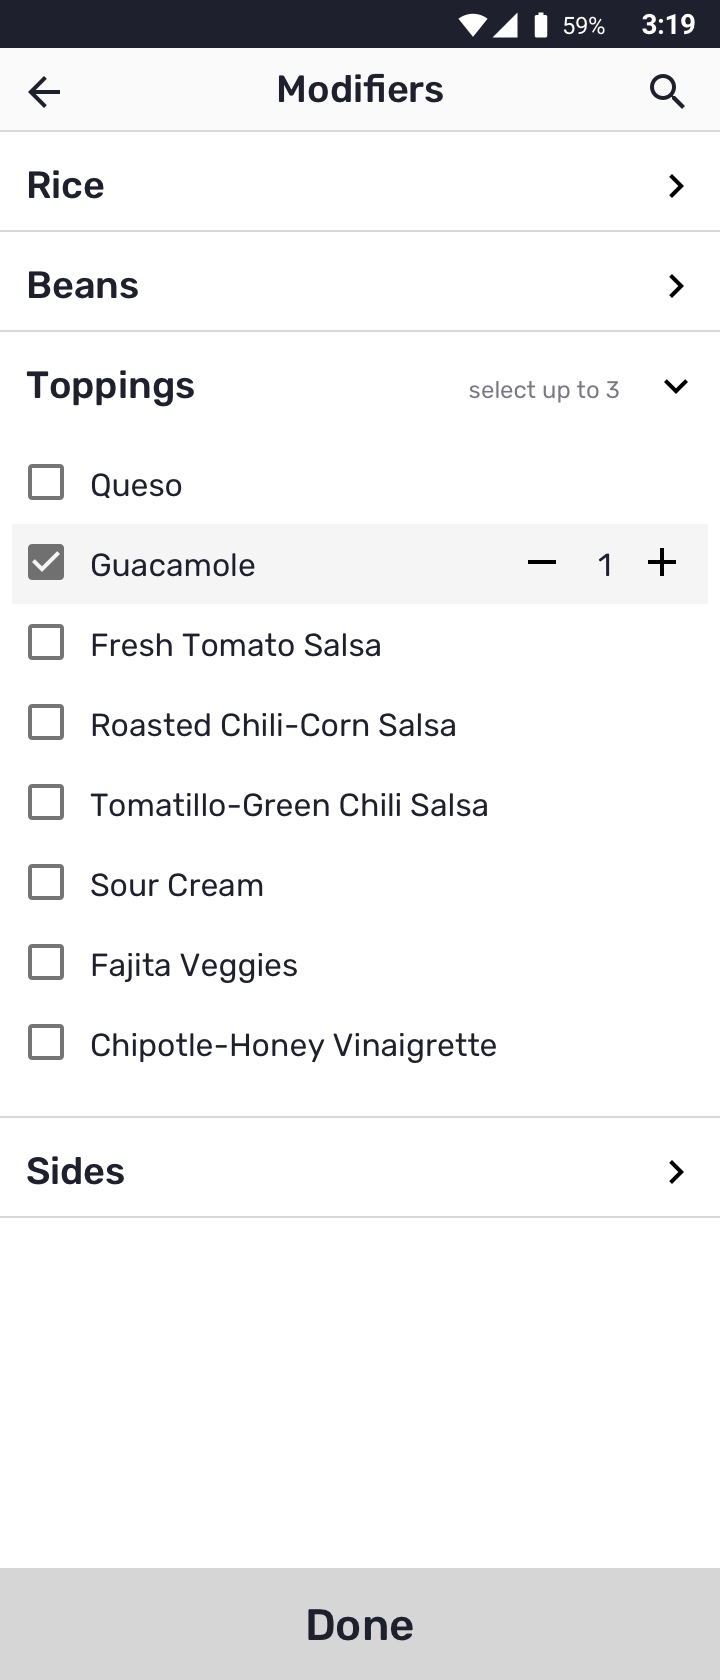 59% 3:19
Modifiers
Rice
Beans
Toppings select up to 3
Queso
Guacamole 1
Fresh Tomato Salsa
Roasted Chili-Corn Salsa
Tomatillo-Green Chili Salsa
Sour Cream
Fajita Veggies
Chipotle-Honey Vinaigrette
Sides
Done